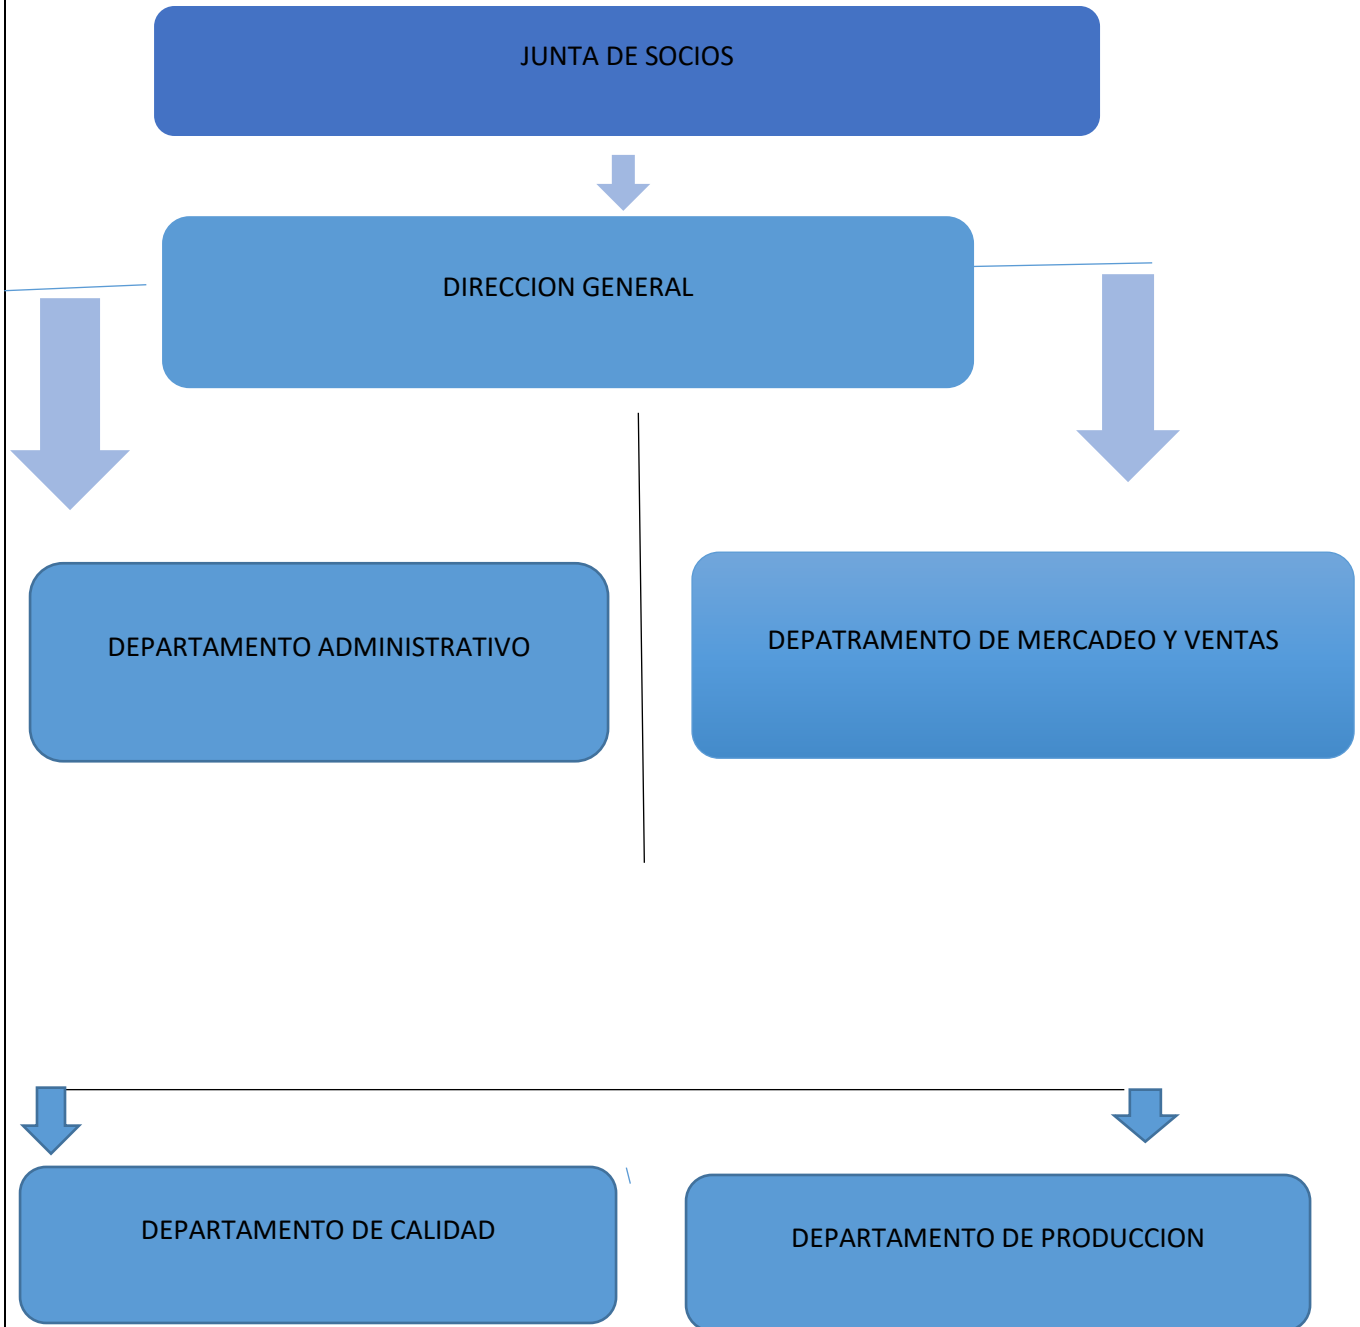 JUNTA DE SOCIOS
DIRECCION GENERAL
DEPARTAMENTO ADMINISTRATIVO
DEPATRAMENTO DE MERCADEO Y VENTAS
DEPARTAMENTO DE CALIDAD
DEPARTAMENTO DE PRODUCCION